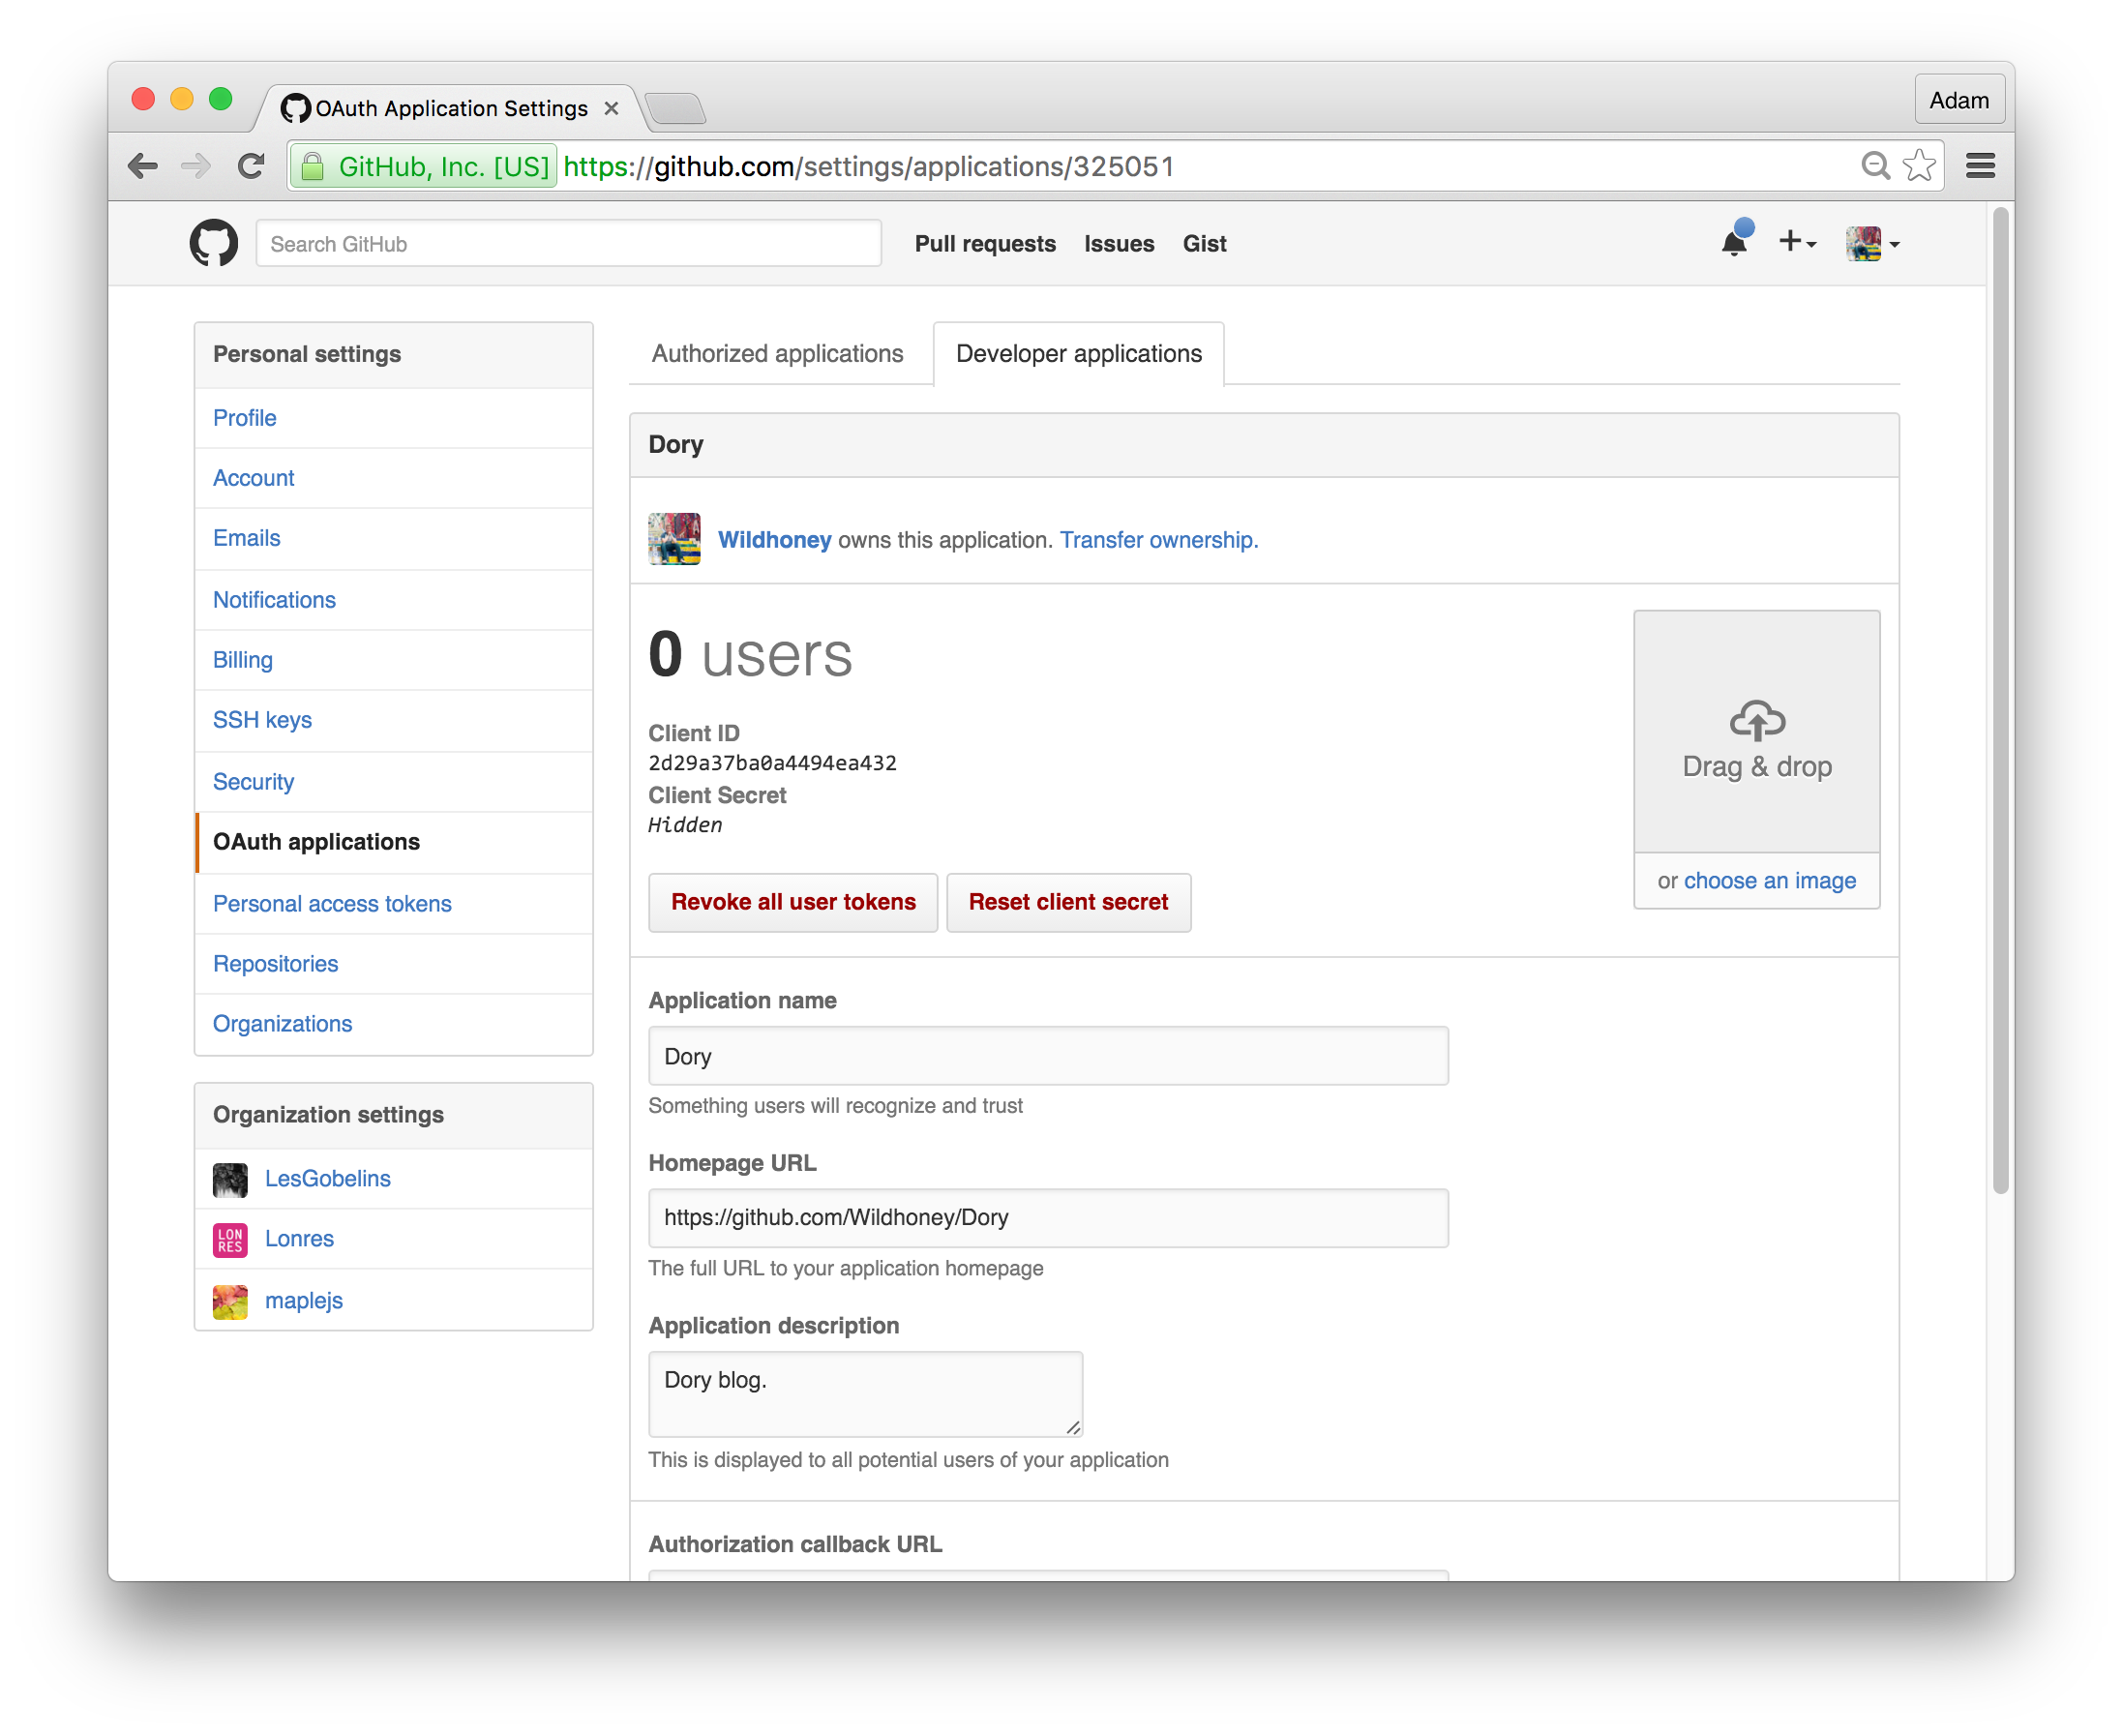 OAuth Application Settings
Adam
GitHub, Inc. [US] https://github.com/settings/applications/325051
Search GitHub
Pull requests Issues Gist
Personal settings
Profile
Account
Emails
Notifications
Billing
SSH keys
Security
OAuth applications
Personal access tokens
Repositories
Organizations
Organization settings
LesGobelins
LON
RES
Lonres
maplejs
Authorized applications
Developer applications
Dory
Wildhoney owns this application. Transfer ownership.
0 users
Client ID
2d29a37ba0a4494ea432
Client Secret
Hidden
Revoke all user tokens
Reset client secret
Drag & drop
or choose an image
Application name
Dory
Something users will recognize and trust
Homepage URL
https://github.com/Wildhoney/Dory
The full URL to your application homepage
Application description
Dory blog.
This is displayed to all potential users of your application
Authorization callback URL